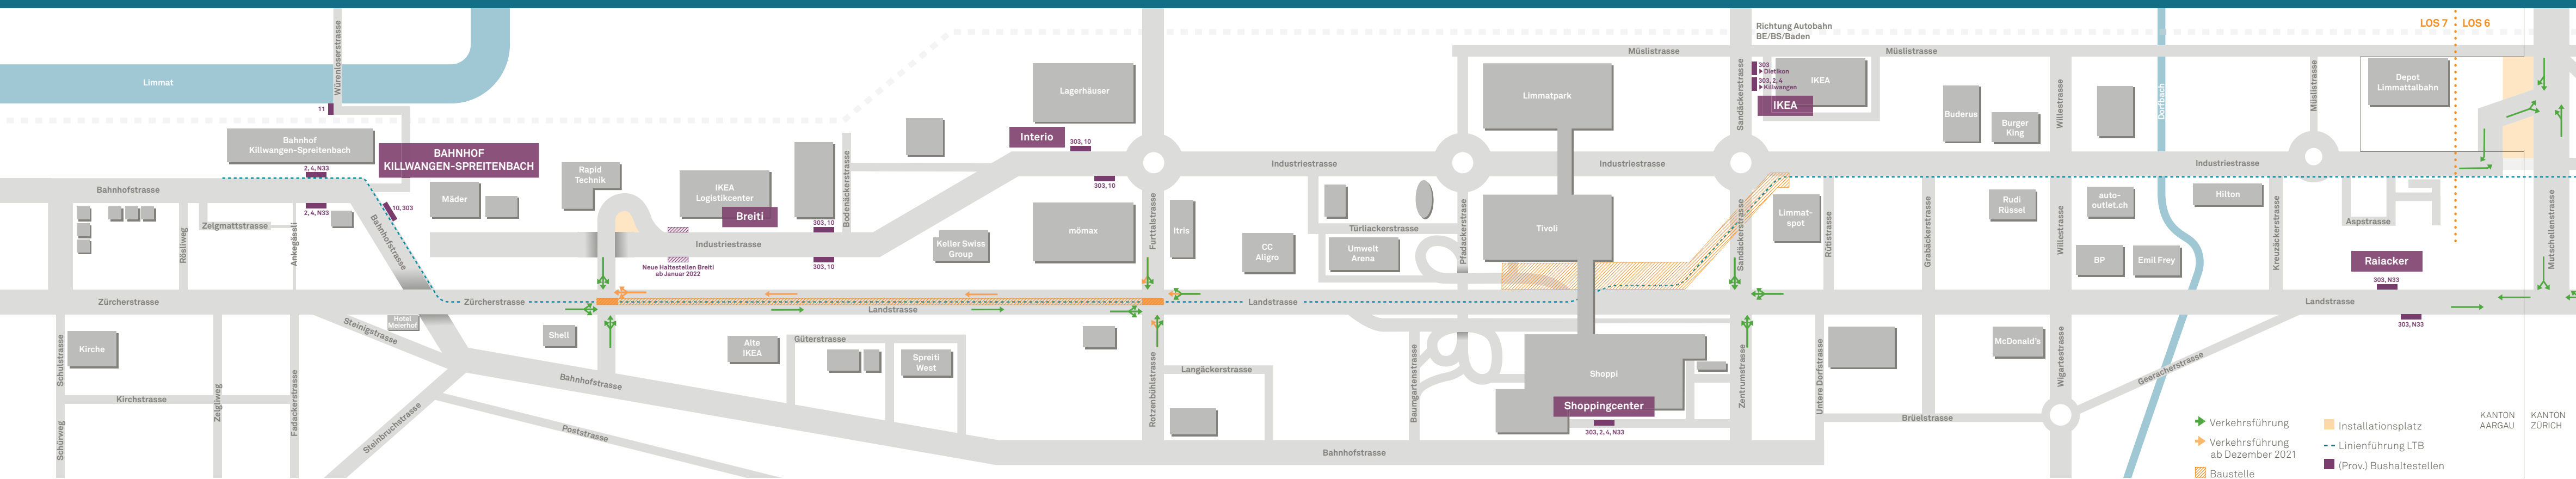 Limmat
Würenloserstrasse
11
Bahnhof
Killwangen-Spreitenbach
BAHNHOF
KILLWANGEN-SPREITENBACH
2, 4, N33
2, 4, N33
10, 303
Bahnhofstrasse
Bahnhofstrasse
Zelgmattstrasse
Rösliweg
Ankegässli
Zürcherstrasse
Zürcherstrasse
Hotel
Meierhof
Kirche
Schulstrasse
Schürweg
Kirchstrasse
Zelgliweg
Fadackerstrasse
Steinigstrasse
Steinbruchstrasse
Mäder
Rapid
Technik
IKEA
Logistikcenter
Breiti
Industriestrasse
Neue Haltestellen Breiti
ab Januar 2022
303, 10
303, 10
Bodenäckerstrasse
Keller Swiss
Group
Shell
Alte
IKEA
Güterstrasse
Spreiti
West
Landstrasse
Bahnhofstrasse
Poststrasse
Lagerhäuser
Interio
303, 10
303, 10
mömax
Furttalstrasse
Itris
Rotzenbühlstrasse
Langäckerstrasse
Industriestrasse
CC
Aligro
Umwelt
Arena
Türliackerstrasse
Landstrasse
Baumgartenstrasse
Bahnhofstrasse
Pfadackerstrasse
Müslistrasse
Limmatpark
Industriestrasse
Tivoli
Shoppi
Shoppingcenter
303, 2, 4, N33
Richtung Autobahn
BE/BS/Baden
Sandäckerstrasse
Sandäckerstrasse
Zentrumstrasse
303
Dietikon
303, 2, 4
Killwangen
IKEA
IKEA
Müslistrasse
Limmat-
spot
Rütistrasse
Untere Dorfstrasse
Grabäckerstrasse
Brüelstrasse
Buderus
Burger
King
Rudi
Rüssel
McDonald's
Willestrasse
Willestrasse
Wigartestrasse
auto-
outlet.ch
BP
Emil Frey
Dorfbach
Industriestrasse
Hilton
Geeracherstrasse
Kreuzäckerstrasse
Müslistrasse
Aspstrasse
Depot
Limmattalbahn
LOS 7
LOS 6
Raiacker
303, N33
303, N33
Landstrasse
Mutschellenstrasse
KANTON
AARGAU
KANTON
ZÜRICH
Verkehrsführung
Verkehrsführung
ab Dezember 2021
Baustelle
Installationsplatz
Linienführung LTB
(Prov.) Bushaltestellen